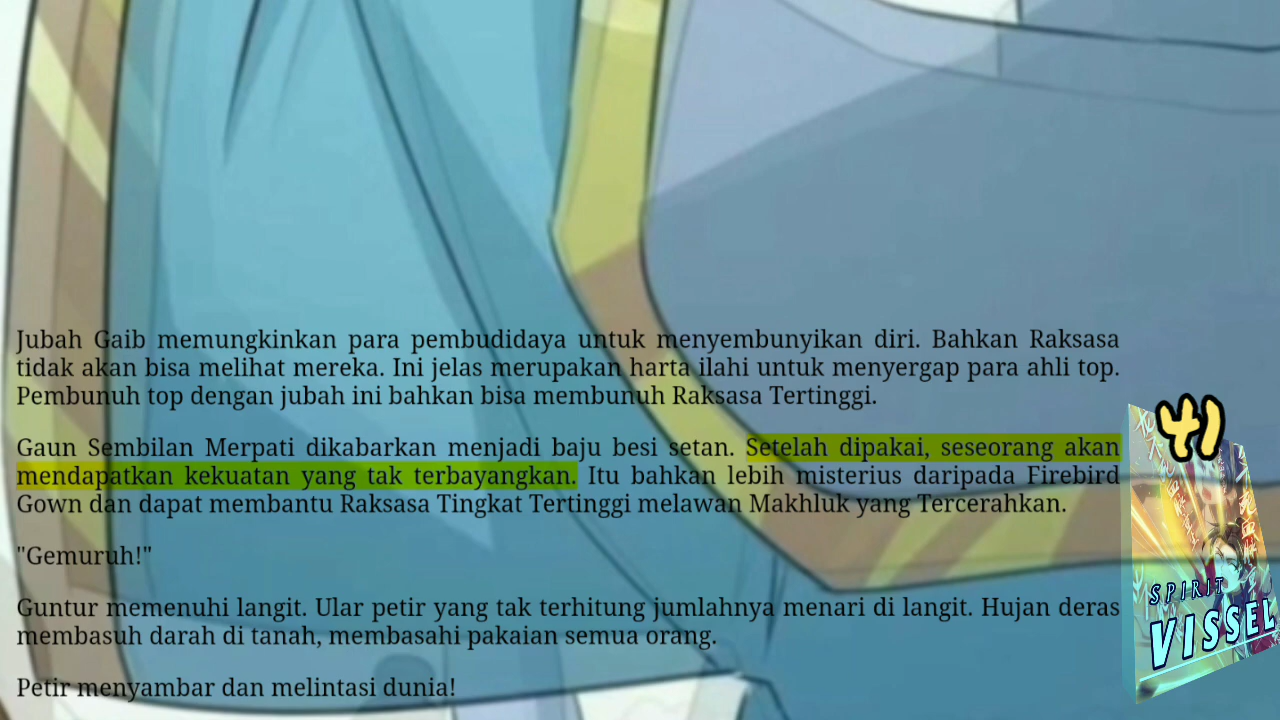 Jubah Gaib memungkinkan para pembudidaya untuk menyembunyikan diri. Bahkan Raksasa
tidak akan bisa melihat mereka. Ini jelas merupakan harta ilahi untuk menyergap para ahli top.
Pembunuh top dengan jubah ini bahkan bisa membunuh Raksasa Tertinggi.
Gaun Sembilan Merpati dikabarkan menjadi baju besi setan. Setelah dipakai, seseorang akan
mendapatkan kekuatan yang tak terbayangkan. Itu bahkan lebih misterius daripada Firebird
Gown dan dapat membantu Raksasa Tingkat Tertinggi melawan Makhluk yang Tercerahkan.
"Gemuruh!"
Guntur memenuhi langit. Ular petir yang tak terhitung jumlahnya menari di langit. Hujan deras
membasuh darah di tanah, membasahi pakaian semua orang.
Petir menyambar dan melintasi dunia!
41
SPIRIT
VISSEL